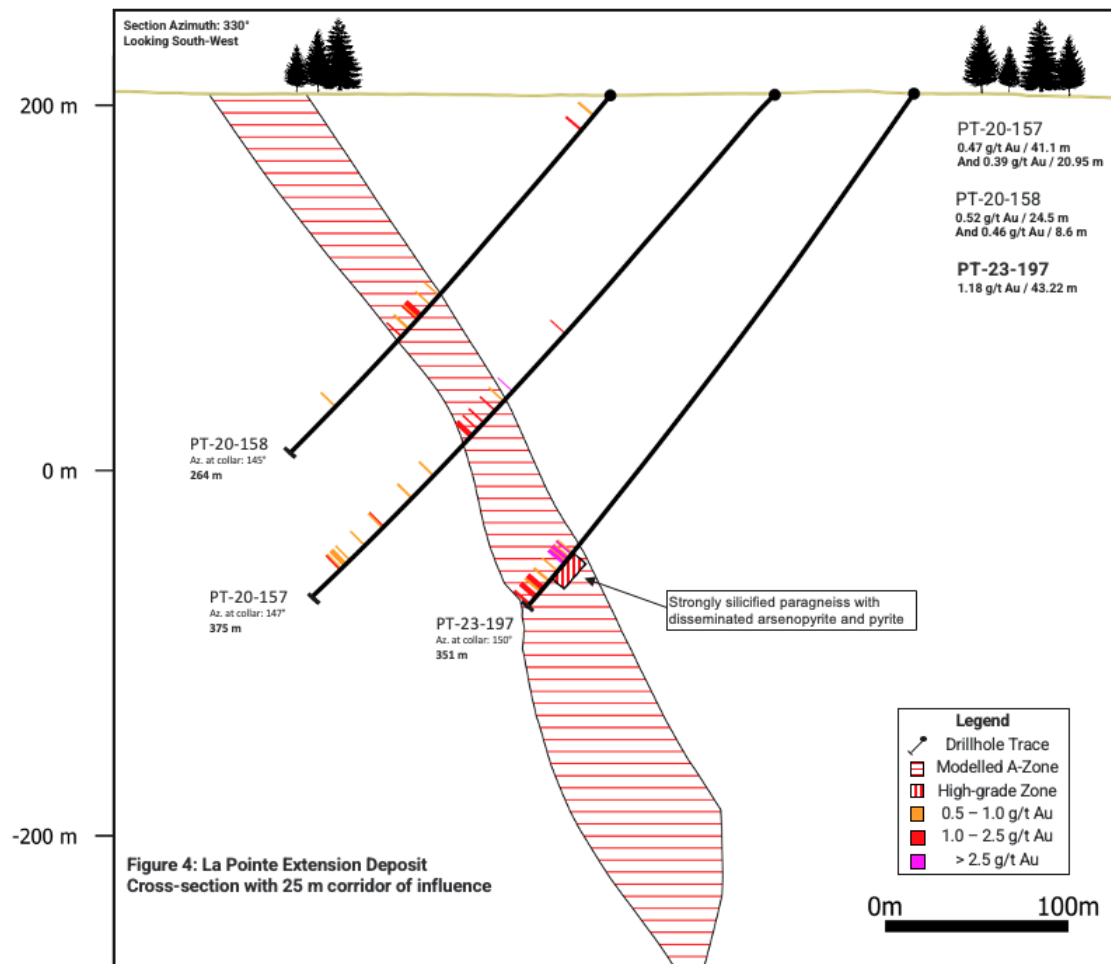 Section Azimuth: 330°
Looking South-West
200 m
0 m
-200 m
PT-20-157
0.47 g/t Au / 41.1 m
And 0.39 g/t Au / 20.95 m
PT-20-158
0.52 g/t Au / 24.5 m
And 0.46 g/t Au / 8.6 m
PT-23-197
1.18 g/t Au / 43.22 m
PT-20-158
Az. at collar: 145°
264 m
PT-20-157
Az. at collar: 147°
375 m
PT-23-197
Az. at collar: 150°
351 m
Strongly silicified paragneiss with
disseminated arsenopyrite and pyrite
Legend
Drillhole Trace
Modelled A-Zone
High-grade Zone
0.5 – 1.0 g/t Au
1.0 – 2.5 g/t Au
> 2.5 g/t Au
Figure 4: La Pointe Extension Deposit
Cross-section with 25 m corridor of influence
0m 100m